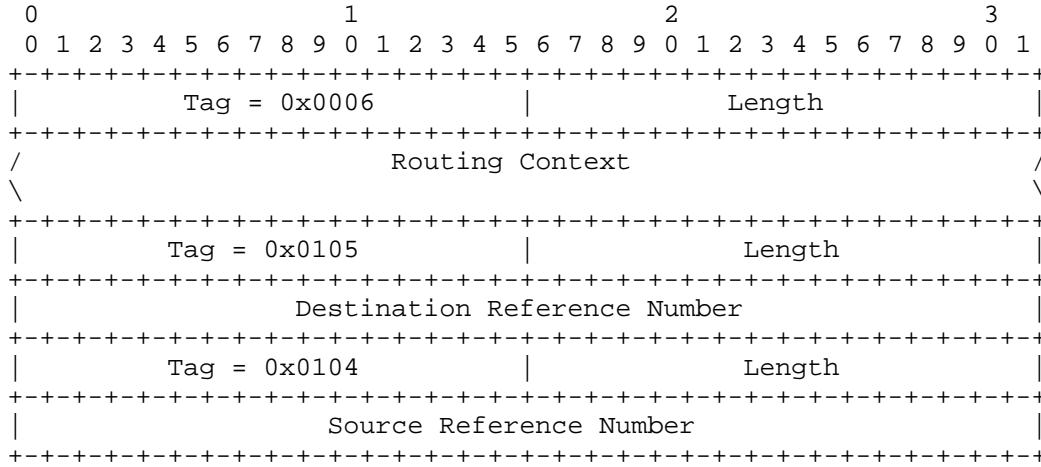 0                   1                   2                   3
 0 1 2 3 4 5 6 7 8 9 0 1 2 3 4 5 6 7 8 9 0 1 2 3 4 5 6 7 8 9 0 1
+-+-+-+-+-+-+-+-+-+-+-+-+-+-+-+-+-+-+-+-+-+-+-+-+-+-+-+-+-+-+-+-+
|          Tag = 0x0006         |            Length             |
+-+-+-+-+-+-+-+-+-+-+-+-+-+-+-+-+-+-+-+-+-+-+-+-+-+-+-+-+-+-+-+-+
/                       Routing Context                         /
\                                                               \
+-+-+-+-+-+-+-+-+-+-+-+-+-+-+-+-+-+-+-+-+-+-+-+-+-+-+-+-+-+-+-+-+
|         Tag = 0x0105          |             Length            |
+-+-+-+-+-+-+-+-+-+-+-+-+-+-+-+-+-+-+-+-+-+-+-+-+-+-+-+-+-+-+-+-+
|                 Destination Reference Number                  |
+-+-+-+-+-+-+-+-+-+-+-+-+-+-+-+-+-+-+-+-+-+-+-+-+-+-+-+-+-+-+-+-+
|         Tag = 0x0104          |             Length            |
+-+-+-+-+-+-+-+-+-+-+-+-+-+-+-+-+-+-+-+-+-+-+-+-+-+-+-+-+-+-+-+-+
|                   Source Reference Number                     |
+-+-+-+-+-+-+-+-+-+-+-+-+-+-+-+-+-+-+-+-+-+-+-+-+-+-+-+-+-+-+-+-+